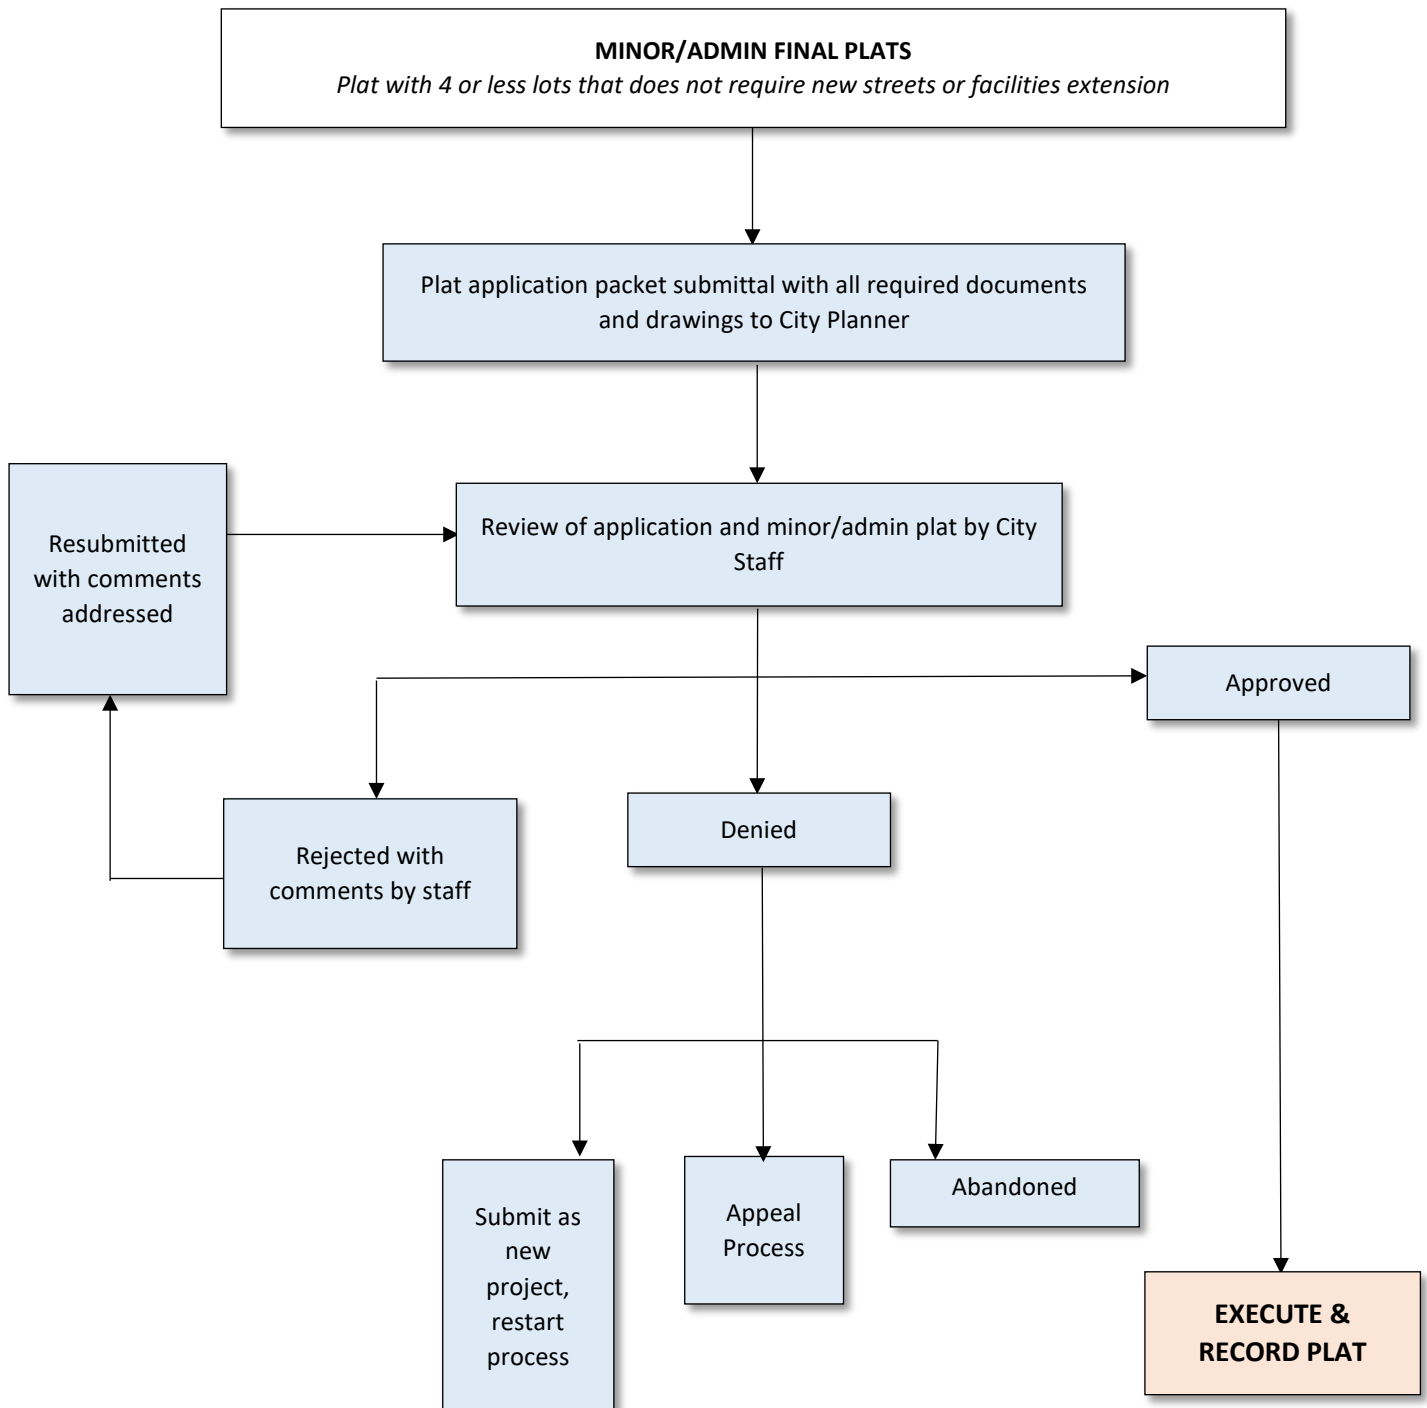 MINOR/ADMIN FINAL PLATS
Plat with 4 or less lots that does not require new streets or facilities extension
Plat application packet submittal with all required documents
and drawings to City Planner
Resubmitted
with comments
addressed
Review of application and minor/admin plat by City
Staff
Approved
Rejected with
comments by staff
Denied
Submit as
new
project,
restart
process
Appeal
Process
Abandoned
EXECUTE &
RECORD PLAT